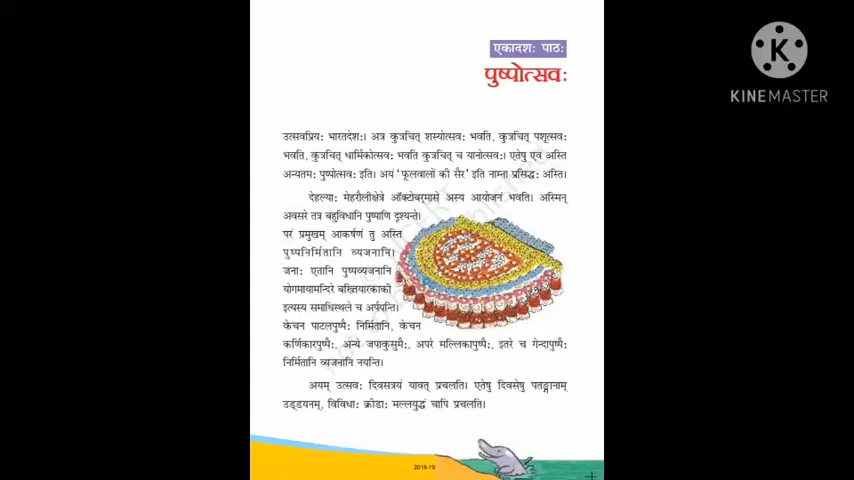 एकादशः पाठः
पुष्पोत्सवः
उत्सवप्रियः भारतदेशः। अत्र कुत्रचित् शस्योत्सवः भवति, कुत्रचित् पशूत्सवः
भवति, कुत्रचित् धार्मिकोत्सवः भवति कुत्रचित् च यानोत्सवः। एतेषु एव अस्ति
अन्यतमः पुष्पोत्सवः इति। अयं ‘फूलवालों की सैर’ इति नाम्ना प्रसिद्धः अस्ति।
देहल्याः मेहरौलीक्षेत्रे ऑक्टोबरमासे अस्य आयोजनं भवति। अस्मिन्
अवसरे तत्र बहुविधानि पुष्पाणि दृश्यन्ते।
परं प्रमुखम् आकर्षणं तु अस्ति
पुष्पनिर्मितानि व्यजनानि।
जनाः एतानि पुष्पव्यजनानि
योगमायामन्दिरे बख्तियारकाकी
इत्यस्य समाधिस्थले च अर्पयन्ति।
केचन पाटलपुष्पैः निर्मितानि, केचन
कर्णिकारपुष्पैः, अन्ये जपाकुसुमैः, अपरे मल्लिकापुष्पैः, इतरे च गेन्दापुष्पैः
निर्मितानि व्यजनानि नयन्ति।
अयम् उत्सवः दिवसत्रयं यावत् प्रचलति। एतेषु दिवसेषु पतङ्गानाम्
उड्डयनम्, विविधाः क्रीडाः मल्लयुद्धं चापि प्रचलति।
2018-19
KINEMASTER